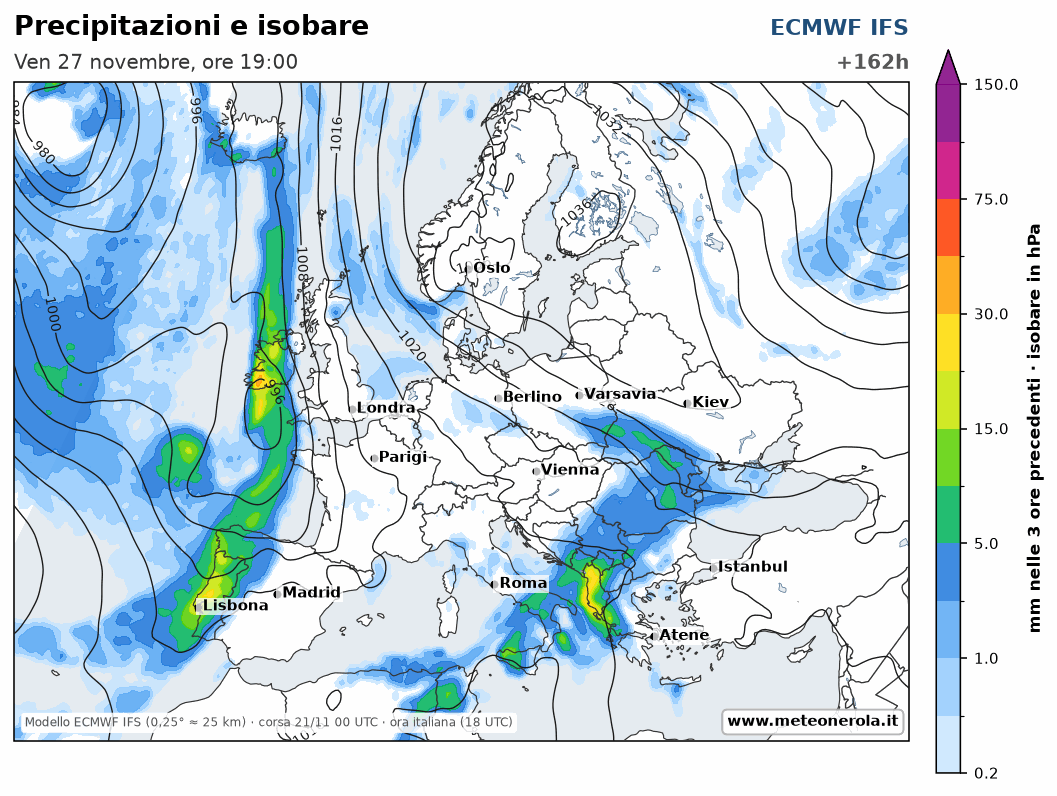 Precipitazioni e isobare
ECMWF IFS
Ven 27 novembre, ore 19:00
+162h
150.0
75.0
30.0
15.0
5.0
1.0
0.2
mm nelle 3 ore precedenti · isobare in hPa
996
1016
1032
980
1036
Oslo
1008
1000
1020
996
Londra
Berlino
Varsavia
Kiev
Parigi
Vienna
Roma
Istanbul
Madrid
Lisbona
Atene
Modello ECMWF IFS (0,25° ≈ 25 km) · corsa 21/11 00 UTC · ora italiana (18 UTC)
www.meteonerola.it